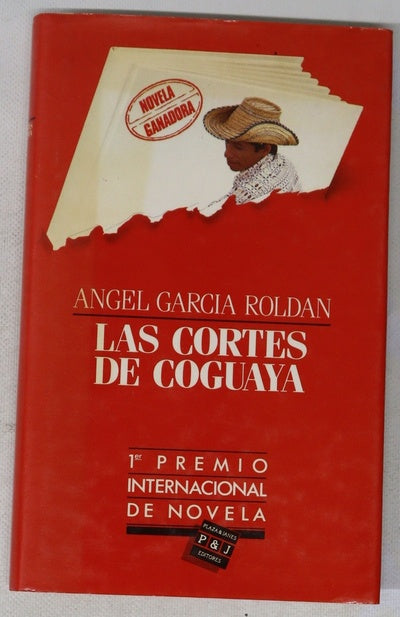 NOVELA
GANADORA
ANGEL GARCIA ROLDAN
LAS CORTES
DE COGUAYA
1er PREMIO
INTERNACIONAL
DE NOVELA
PLAZA & JANES
P & J
EDITORES